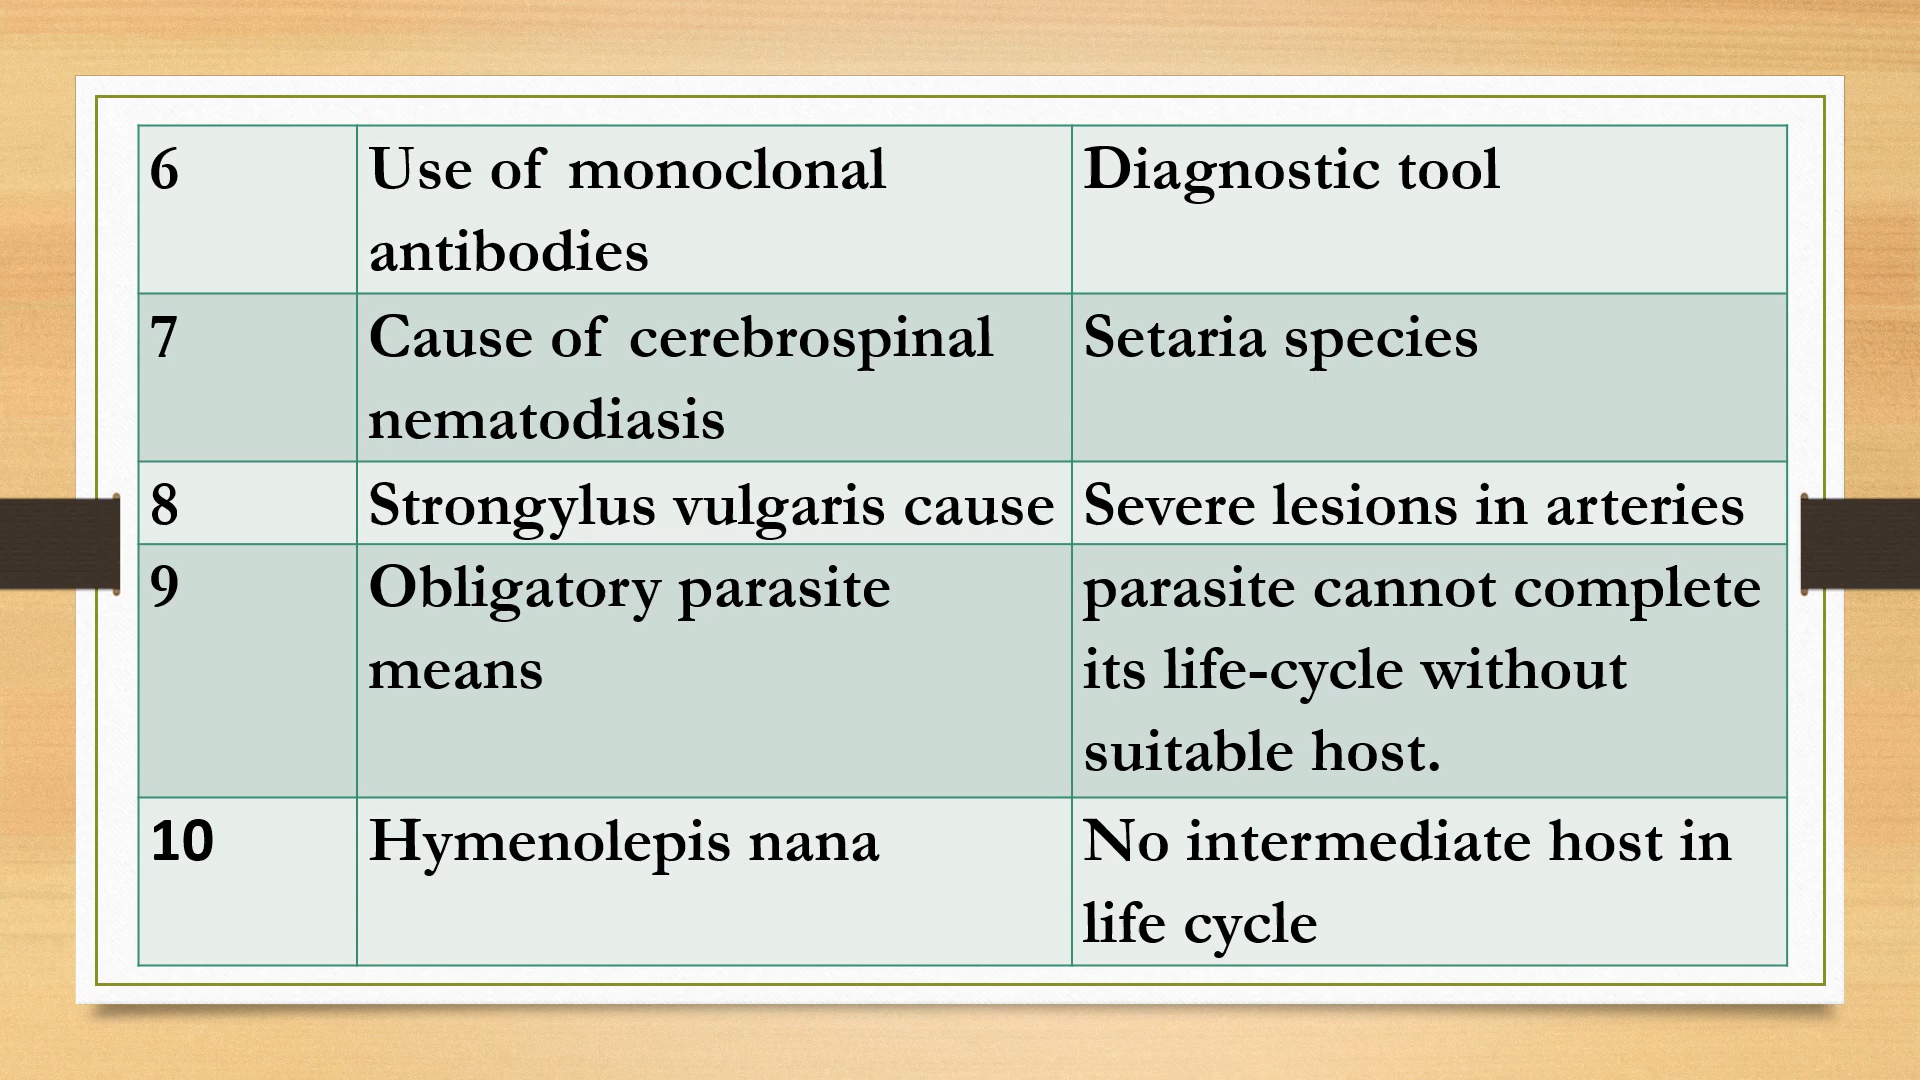 6 Use of monoclonal Diagnostic tool
antibodies
7 Cause of cerebrospinal Setaria species
nematodiasis
8 Strongylus vulgaris cause Severe lesions in arteries
9 Obligatory parasite parasite cannot complete
means its life-cycle without
suitable host.
10 Hymenolepis nana No intermediate host in
life cycle